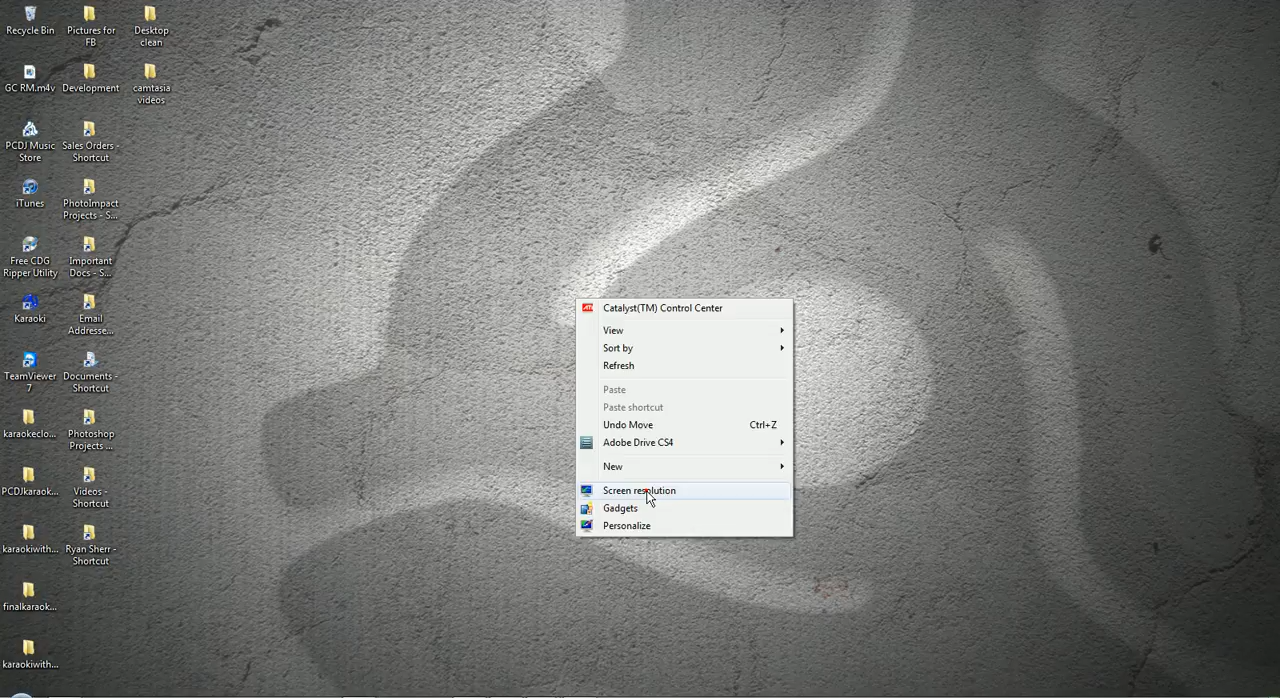 Recycle Bin
Pictures for
FB
Desktop
clean
GC RM.m4v
Development
camtasia
videos
PCDJ Music
Store
Sales Orders -
Shortcut
iTunes
PhotoImpact
Projects - S...
Free CDG
Ripper Utility
Important
Docs - S...
Karaoki
Email
Addresse...
TeamViewer
7
Documents -
Shortcut
karaokeclo...
Photoshop
Projects ...
PCDJkaraok...
Videos -
Shortcut
karaokiwith...
Ryan Sherr -
Shortcut
finalkaraok...
karaokiwith...
Catalyst(TM) Control Center
View
Sort by
Refresh
Paste
Paste shortcut
Undo Move Ctrl+Z
Adobe Drive CS4
New
Screen resolution
Gadgets
Personalize